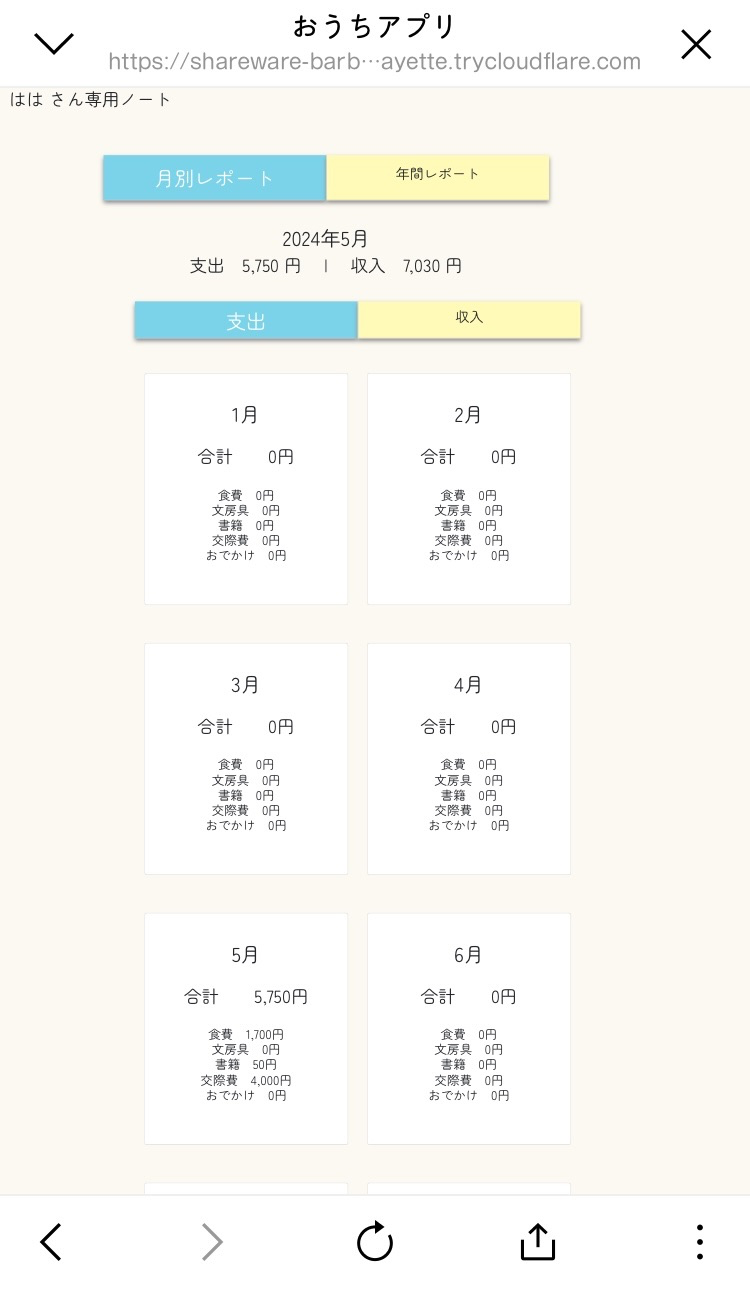 おうちアプリ
https://shareware-barb…ayette.trycloudflare.com
はは さん専用ノート
月別レポート 年間レポート
2024年5月
支出 5,750 円 | 収入 7,030 円
支出 収入
1月
合計 0円
食費 0円
文房具 0円
書籍 0円
交際費 0円
おでかけ 0円
2月
合計 0円
食費 0円
文房具 0円
書籍 0円
交際費 0円
おでかけ 0円
3月
合計 0円
食費 0円
文房具 0円
書籍 0円
交際費 0円
おでかけ 0円
4月
合計 0円
食費 0円
文房具 0円
書籍 0円
交際費 0円
おでかけ 0円
5月
合計 5,750円
食費 1,700円
文房具 0円
書籍 50円
交際費 4,000円
おでかけ 0円
6月
合計 0円
食費 0円
文房具 0円
書籍 0円
交際費 0円
おでかけ 0円